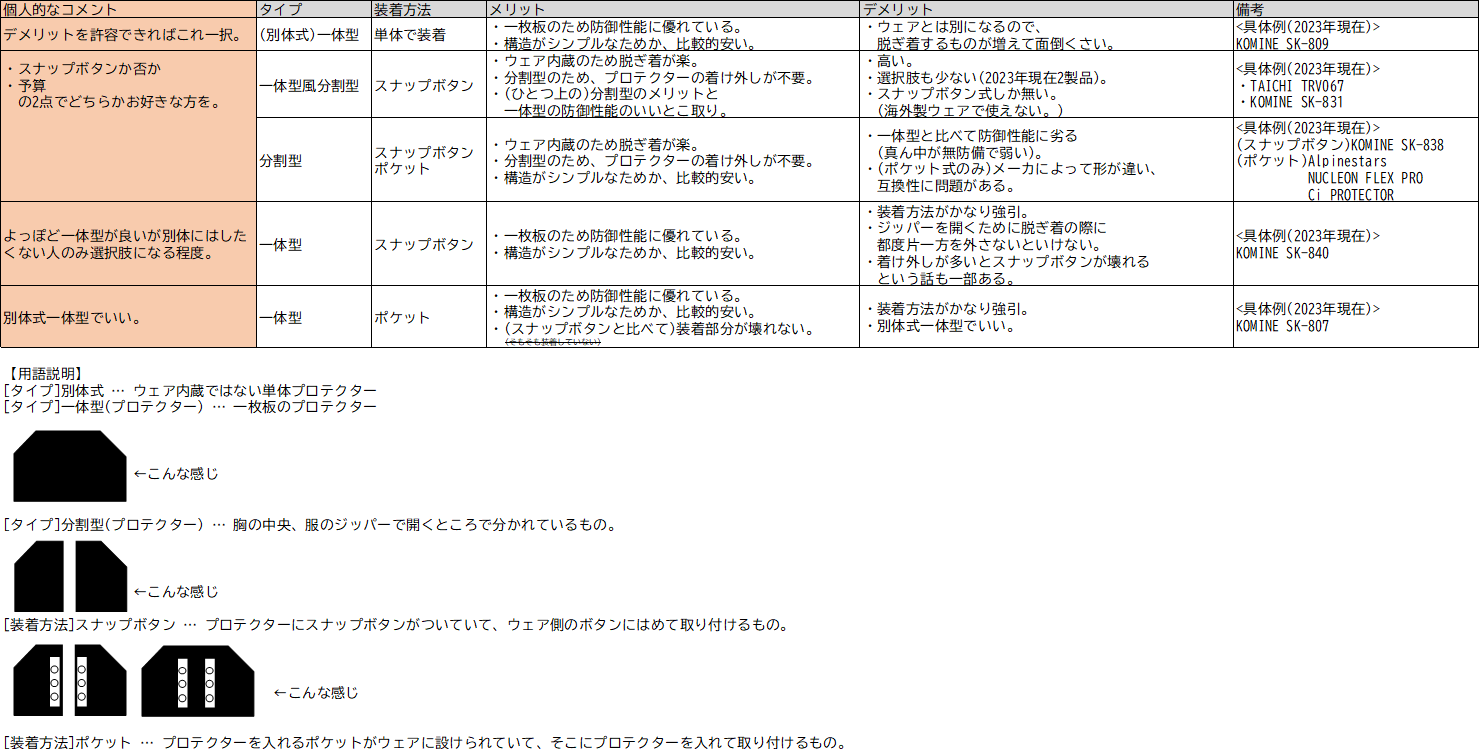 個人的なコメント タイプ 装着方法 メリット デメリット 備考
デメリットを許容できればこれ一択。
(別体式)一体型
単体で装着
・一枚板のため防御性能に優れている。
・構造がシンプルなためか、比較的安い。
・ウェアとは別になるので、
脱ぎ着するものが増えて面倒くさい。
<具体例(2023年現在)>
KOMINE SK-809
・スナップボタンか否か
・予算
の2点でどちらかお好きな方を。
一体型風分割型
スナップボタン
・ウェア内蔵のため脱ぎ着が楽。
・分割型のため、プロテクターの着け外しが不要。
・(ひとつ上の)分割型のメリットと
一体型の防御性能のいいとこ取り。
・高い。
・選択肢も少ない(2023年現在2製品)。
・スナップボタン式しか無い。
(海外製ウェアで使えない。)
<具体例(2023年現在)>
・TAICHI TRV067
・KOMINE SK-831
分割型
スナップボタン
ポケット
・ウェア内蔵のため脱ぎ着が楽。
・分割型のため、プロテクターの着け外しが不要。
・構造がシンプルなためか、比較的安い。
・一体型と比べて防御性能に劣る
(真ん中が無防備で弱い)。
・(ポケット式のみ)メーカによって形が違い、
互換性に問題がある。
<具体例(2023年現在)>
(スナップボタン)KOMINE SK-838
(ポケット)Alpinestars
NUCLEON FLEX PRO
Ci PROTECTOR
よっぽど一体型が良いが別体にはした
くない人のみ選択肢になる程度。
一体型
スナップボタン
・一枚板のため防御性能に優れている。
・構造がシンプルなためか、比較的安い。
・装着方法がかなり強引。
・ジッパーを開くために脱ぎ着の際に
都度片一方を外さないといけない。
・着け外しが多いとスナップボタンが壊れる
という話も一部ある。
<具体例(2023年現在)>
KOMINE SK-840
別体式一体型でいい。
一体型
ポケット
・一枚板のため防御性能に優れている。
・構造がシンプルなためか、比較的安い。
・(スナップボタンと比べて)装着部分が壊れない。
(そもそも装着していない)
・装着方法がかなり強引。
・別体式一体型でいい。
<具体例(2023年現在)>
KOMINE SK-807
【用語説明】
[タイプ]別体式 … ウェア内蔵ではない単体プロテクター
[タイプ]一体型(プロテクター) … 一枚板のプロテクター
←こんな感じ
[タイプ]分割型(プロテクター) … 胸の中央、服のジッパーで開くところで分かれているもの。
←こんな感じ
[装着方法]スナップボタン … プロテクターにスナップボタンがついていて、ウェア側のボタンにはめて取り付けるもの。
←こんな感じ
[装着方法]ポケット … プロテクターを入れるポケットがウェアに設けられていて、そこにプロテクターを入れて取り付けるもの。